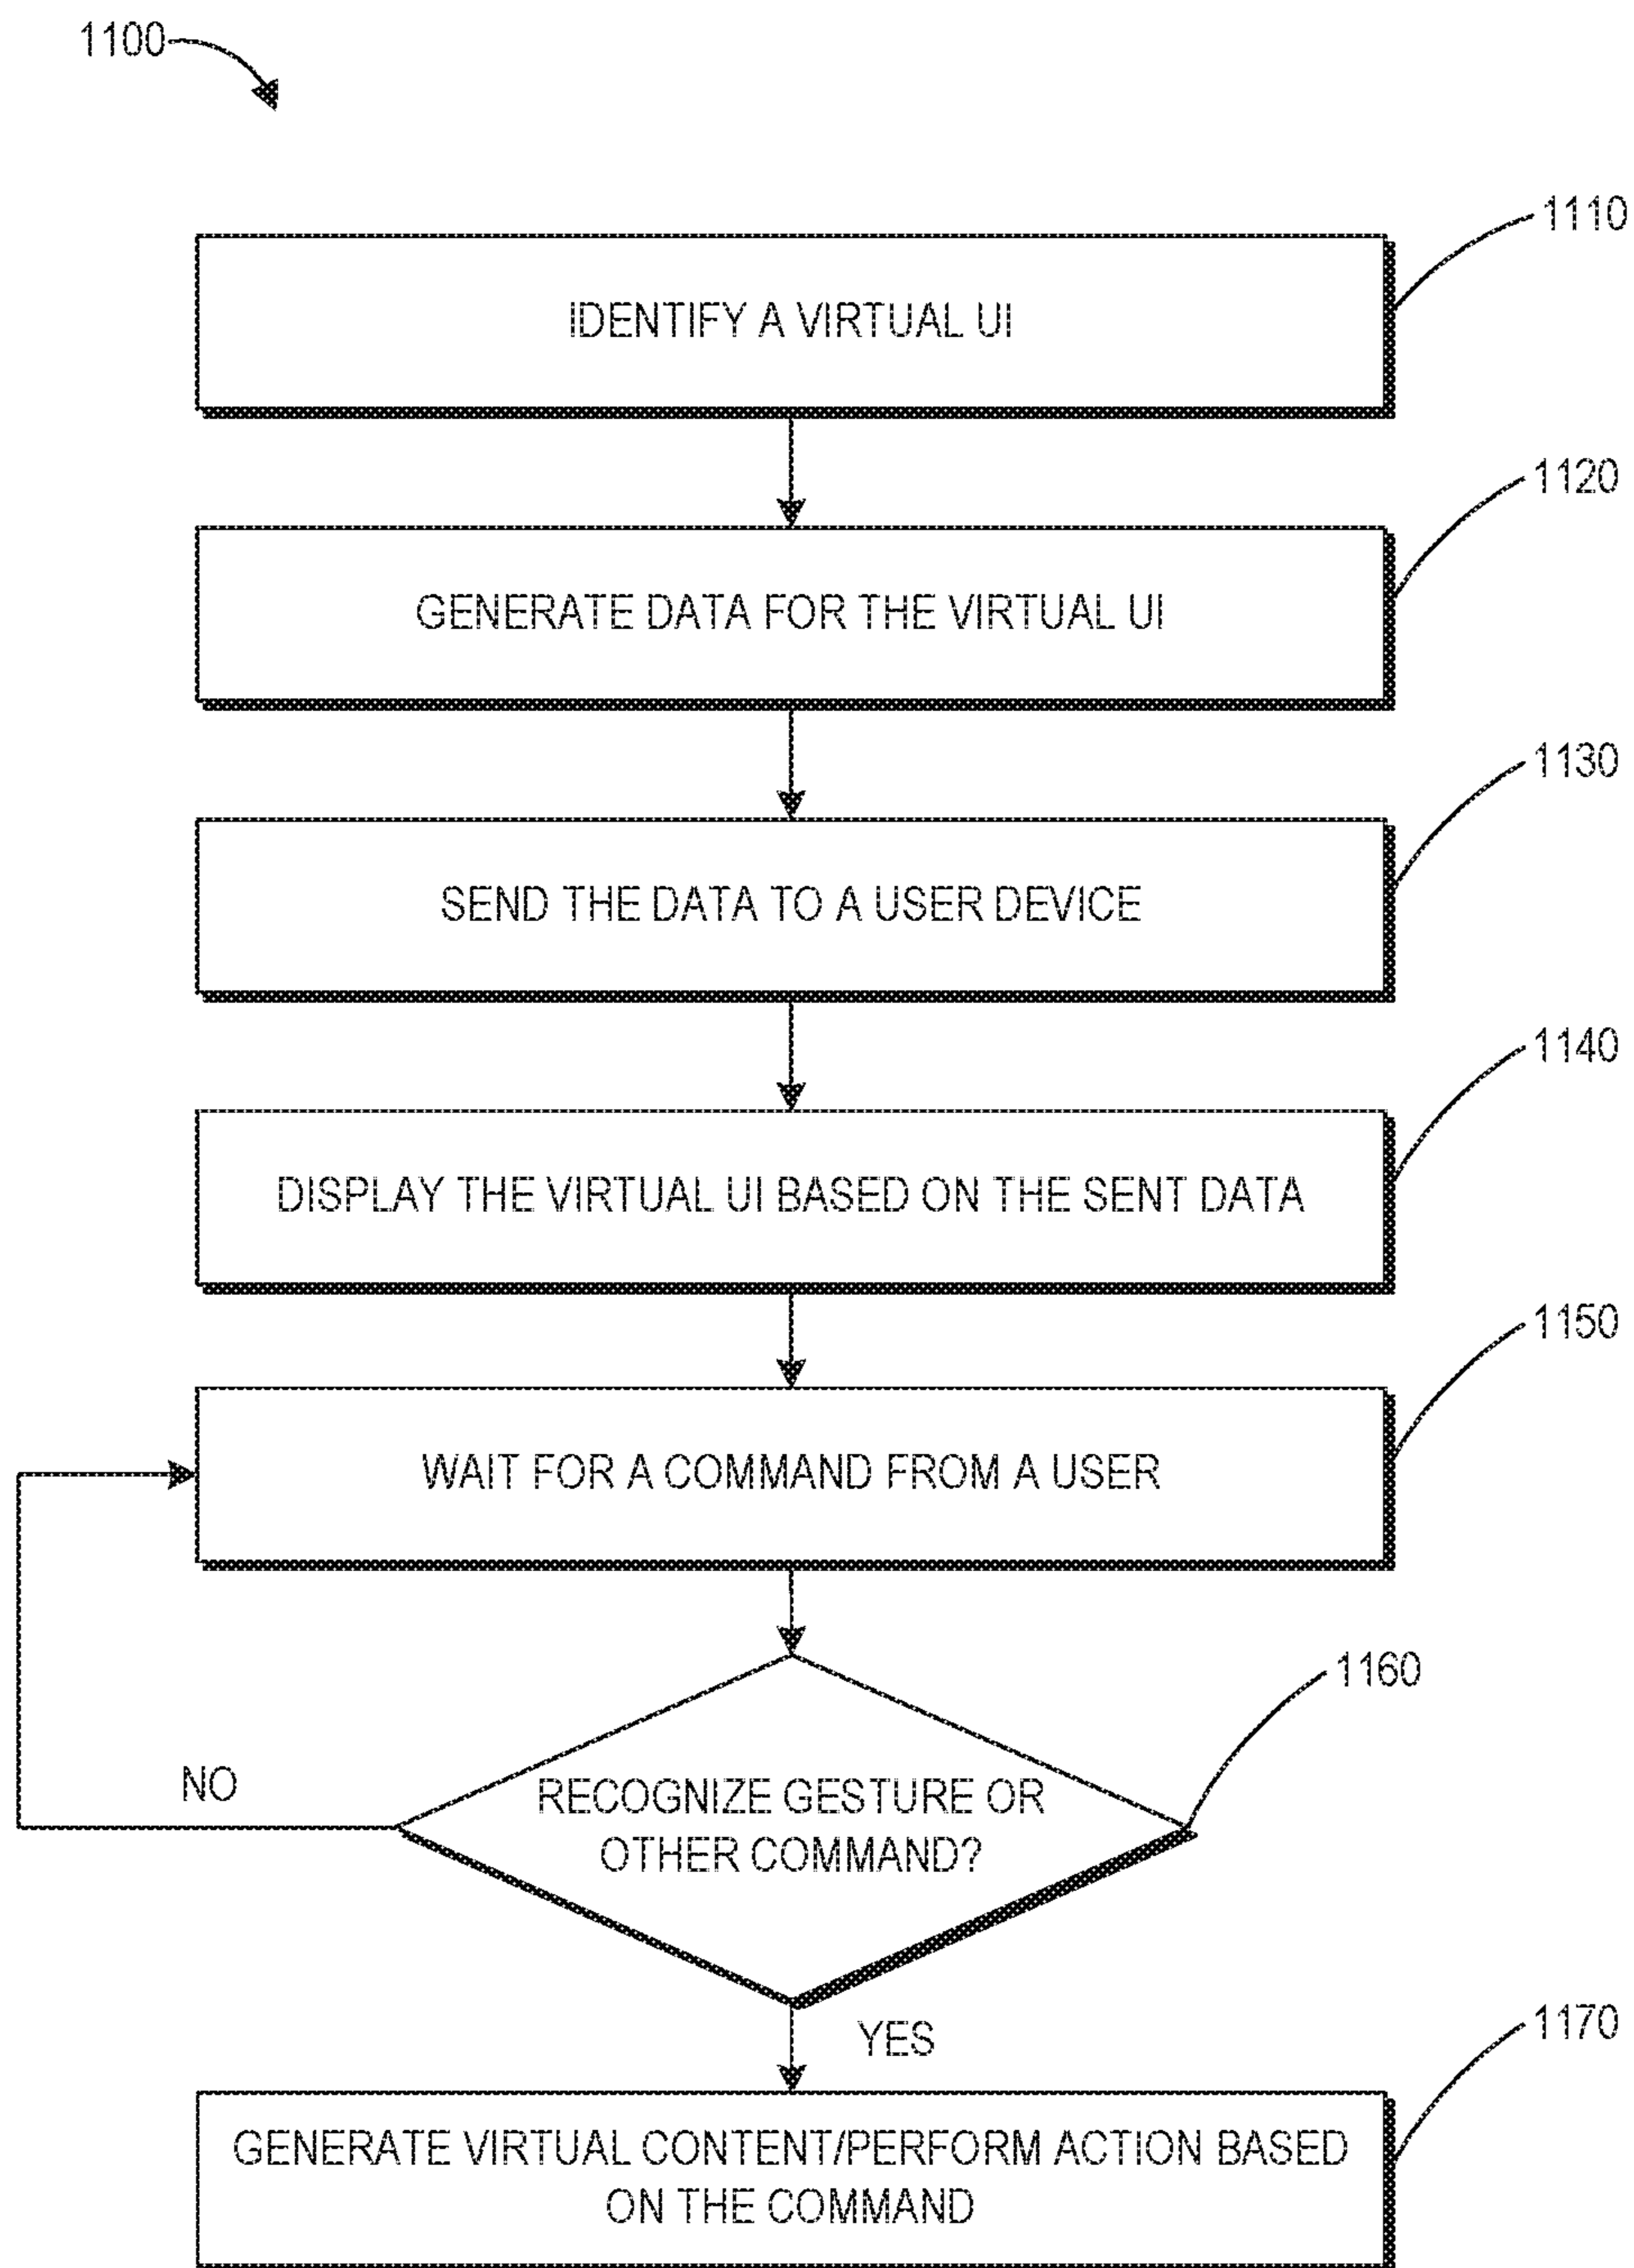 1100
1110
IDENTIFY A VIRTUAL UI
1120
GENERATE DATA FOR THE VIRTUAL UI
1130
SEND THE DATA TO A USER DEVICE
1140
DISPLAY THE VIRTUAL UI BASED ON THE SENT DATA
1150
WAIT FOR A COMMAND FROM A USER
1160
NO
RECOGNIZE GESTURE OR
OTHER COMMAND?
YES
1170
GENERATE VIRTUAL CONTENT/PERFORM ACTION BASED
ON THE COMMAND